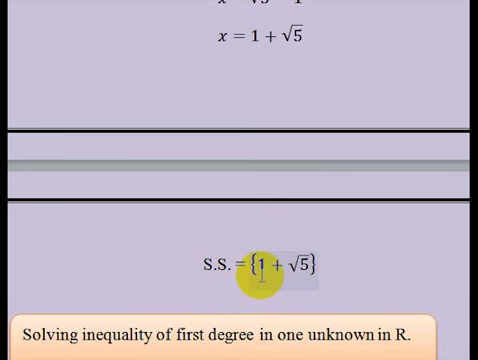 x = 1 + √5
S.S. = {1 + √5}
Solving inequality of first degree in one unknown in R.